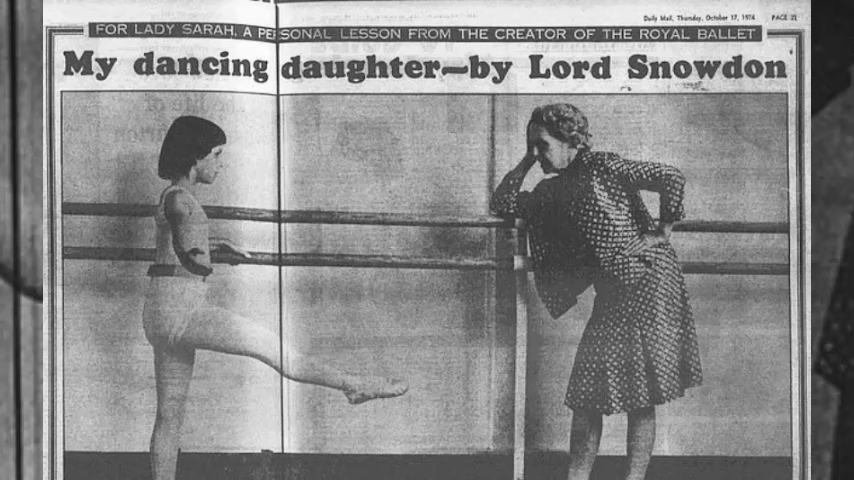 Daily Mail, Thursday, October 17, 1974 PAGE 21
FOR LADY SARAH, A PERSONAL LESSON FROM THE CREATOR OF THE ROYAL BALLET
My dancing daughter—by Lord Snowdon